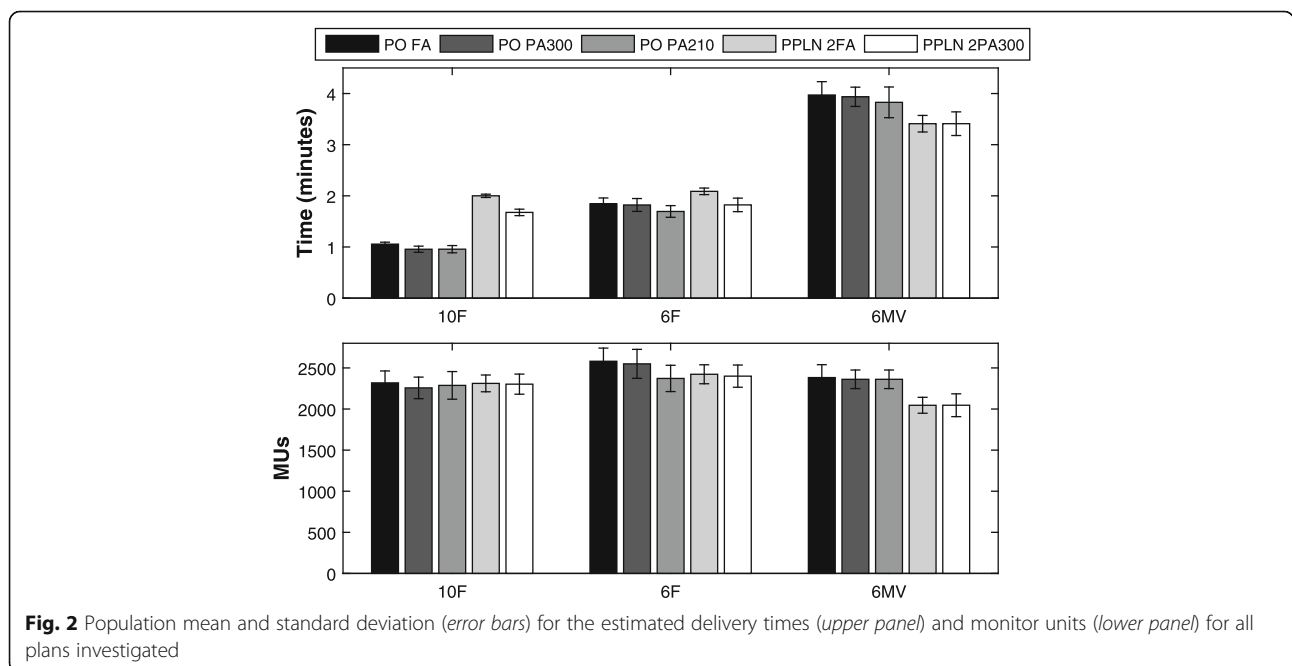 PO FA PO PA300 PO PA210 PPLN 2FA PPLN 2PA300
Time (minutes)
4
3
2
1
0
10F 6F 6MV
MUs
2500
2000
1500
1000
500
0
10F 6F 6MV
Fig. 2 Population mean and standard deviation (error bars) for the estimated delivery times (upper panel) and monitor units (lower panel) for all
plans investigated